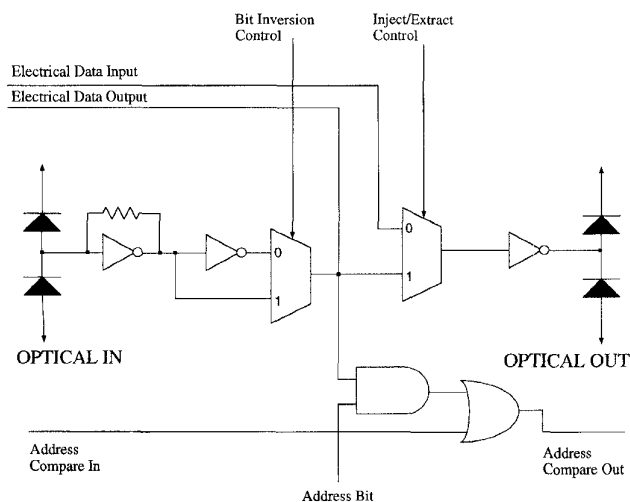 Bit Inversion
Control
Inject/Extract
Control
Electrical Data Input
Electrical Data Output
0
1
0
1
OPTICAL IN
OPTICAL OUT
Address
Compare In
Address
Compare Out
Address Bit